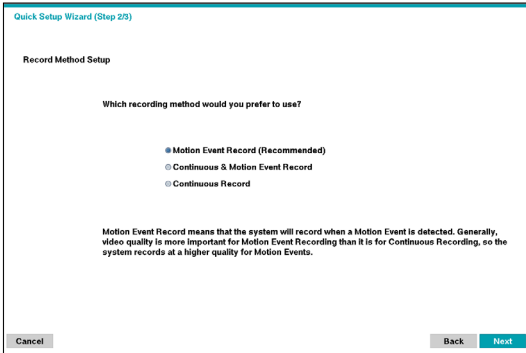 Quick Setup Wizard (Step 2/3)
Record Method Setup
Which recording method would you prefer to use?
Motion Event Record (Recommended)
Continuous & Motion Event Record
Continuous Record
Motion Event Record means that the system will record when a Motion Event is detected. Generally,
video quality is more important for Motion Event Recording than it is for Continuous Recording, so the
system records at a higher quality for Motion Events.
Cancel
Back
Next